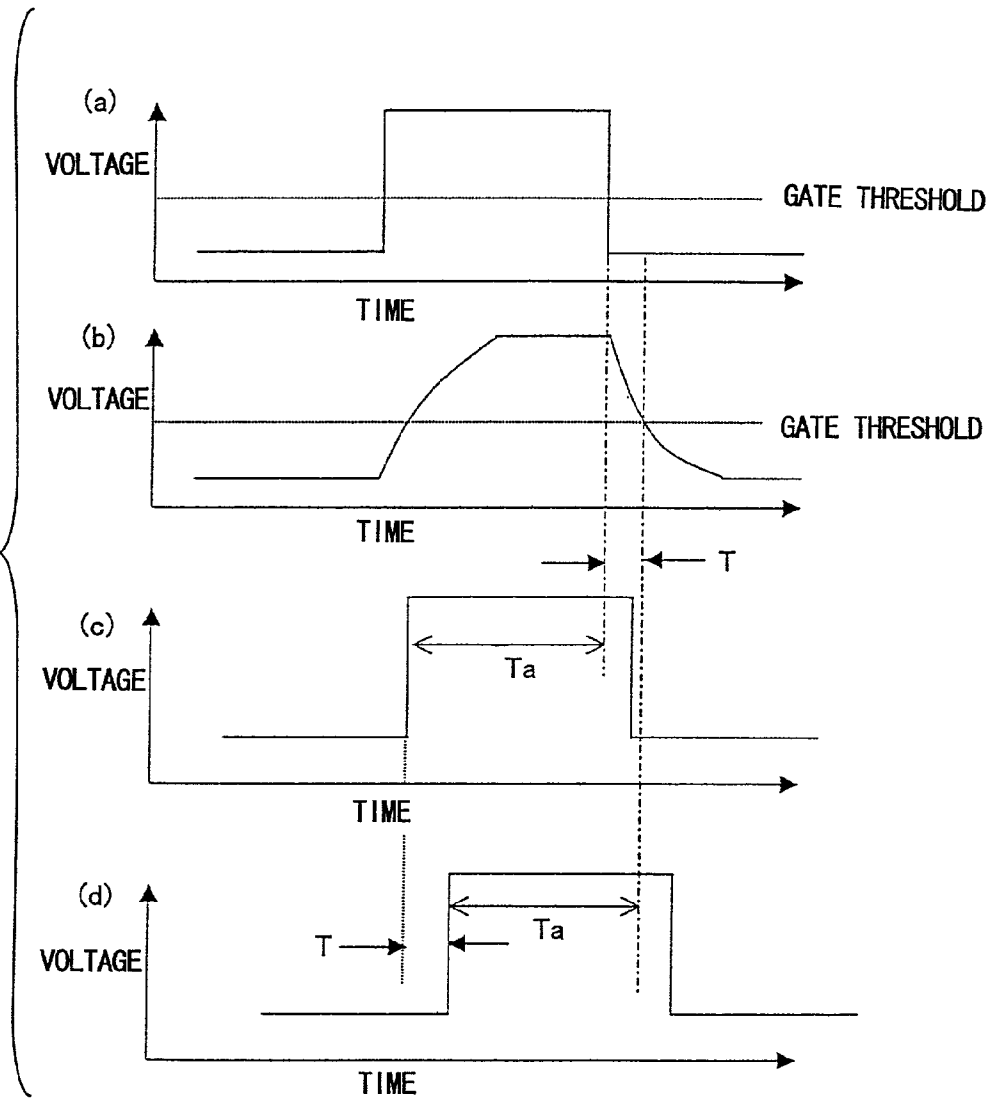 (a)
VOLTAGE
GATE THRESHOLD
TIME
(b)
VOLTAGE
GATE THRESHOLD
TIME
T
(c)
Ta
VOLTAGE
TIME
(d)
Ta
T
VOLTAGE
TIME